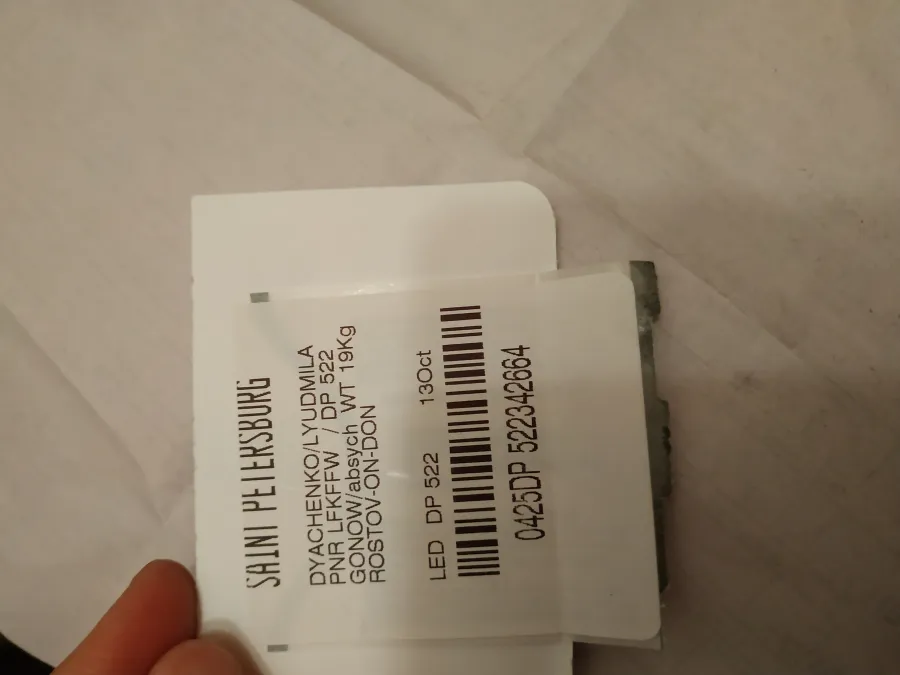 SAINT PETERSBURG
DYACHENKO/LYUDMILA
PNR LFKFFW / DP 522
GONOW/absych WT 19Kg
ROSTOV-ON-DON
LED DP 522 13Oct
0425DP 522342664